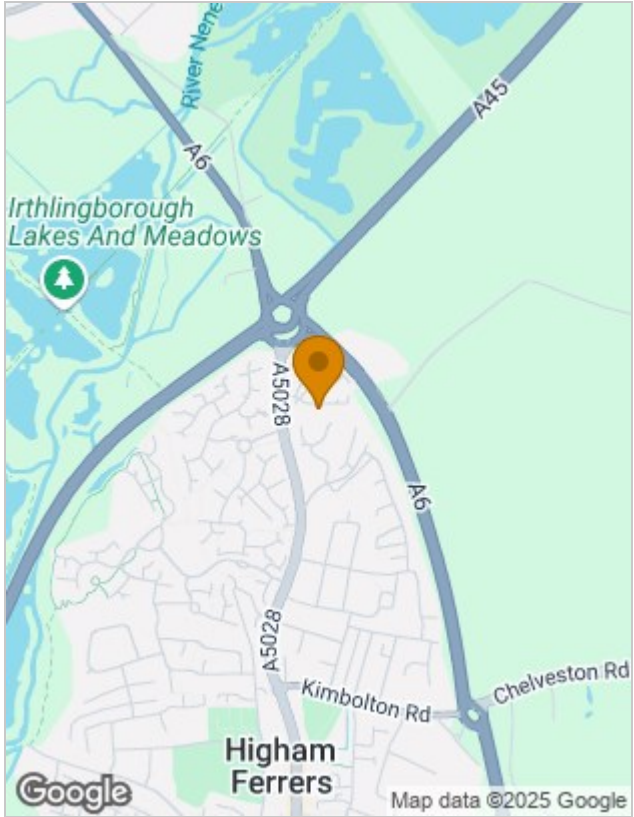 River Nene
A6
A45
Irthlingborough
Lakes And Meadows
A5028
A6
A5028
Chelveston Rd
Kimbolton Rd
Higham
Ferrers
Google
Map data ©2025 Google